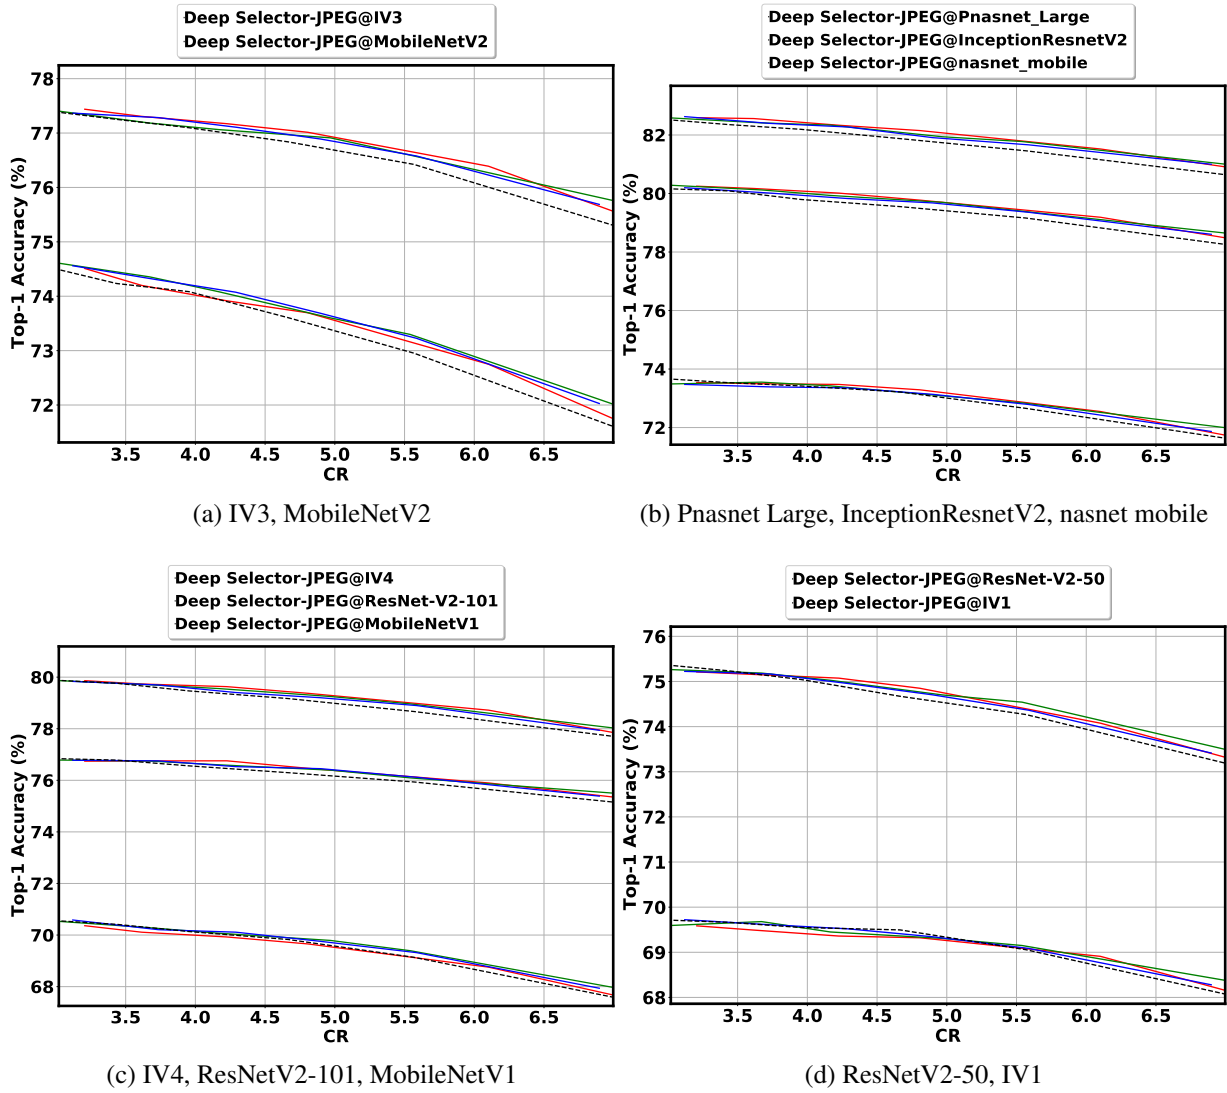 Deep Selector-JPEG@IV3
Deep Selector-JPEG@MobileNetV2
Top-1 Accuracy (%)
78
77
76
75
74
73
72
3.5 4.0 4.5 5.0 5.5 6.0 6.5
CR
(a) IV3, MobileNetV2
Deep Selector-JPEG@Pnasnet_Large
Deep Selector-JPEG@InceptionResnetV2
Deep Selector-JPEG@nasnet_mobile
Top-1 Accuracy (%)
82
80
78
76
74
72
3.5 4.0 4.5 5.0 5.5 6.0 6.5
CR
(b) Pnasnet Large, InceptionResnetV2, nasnet mobile
Deep Selector-JPEG@IV4
Deep Selector-JPEG@ResNet-V2-101
Deep Selector-JPEG@MobileNetV1
Top-1 Accuracy (%)
80
78
76
74
72
70
68
3.5 4.0 4.5 5.0 5.5 6.0 6.5
CR
(c) IV4, ResNetV2-101, MobileNetV1
Deep Selector-JPEG@ResNet-V2-50
Deep Selector-JPEG@IV1
Top-1 Accuracy (%)
76
75
74
73
72
71
70
69
68
3.5 4.0 4.5 5.0 5.5 6.0 6.5
CR
(d) ResNetV2-50, IV1